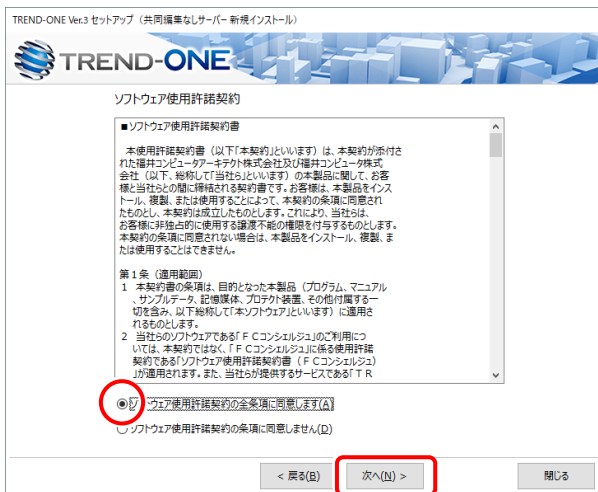 TREND-ONE Ver.3 セットアップ（共同編集なしサーバー 新規インストール）
TREND-ONE
ソフトウェア使用許諾契約
■ソフトウェア使用許諾契約書
本使用許諾契約書（以下「本契約」といいます）は、本契約が添付さ
れた福井コンピュータアーキテクト株式会社及び福井コンピュータ株式
会社（以下、総称して「当社ら」といいます）の本製品に関して、お客
様と当社らとの間に締結される契約書です。お客様は、本製品をインス
トール、複製、または使用することによって、本契約の条項に同意され
たものとし、本契約は成立したものとします。これにより、当社らは、
お客様に非独占的に使用する譲渡不能の権限を付与するものとします。
本契約の条項に同意されない場合は、本製品をインストール、複製、ま
たは使用することはできません。
第１条（適用範囲）
１　本契約書の条項は、目的となった本製品（プログラム、マニュアル
、サンプルデータ、記憶媒体、プロテクト装置、その他付属する一
切を含み、以下総称して「本ソフトウェア」といいます）に適用さ
れるものとします。
２　当社らのソフトウェアである「ＦＣコンシェルジュ」のご利用につ
いては、本契約ではなく、「ＦＣコンシェルジュ」に係る使用許諾
契約である「ソフトウェア使用許諾契約書（ＦＣコンシェルジュ）
」が適用されます。また、当社らが提供するサービスである「ＴＲ
ソフトウェア使用許諾契約の全条項に同意します(A)
ソフトウェア使用許諾契約の条項に同意しません(D)
< 戻る(B)
次へ(N) >
閉じる